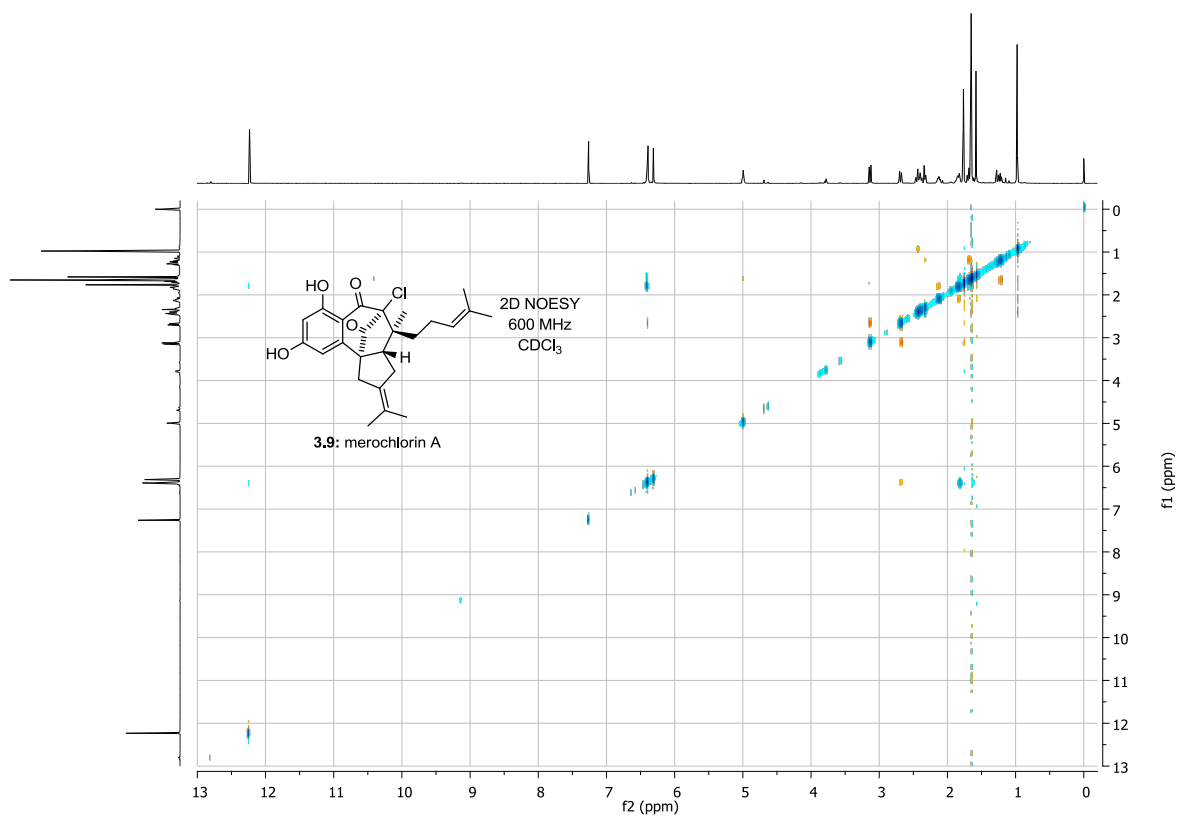 0
1
2
3
4
5
6
7
8
9
10
11
12
13
f1 (ppm)
HO
O
Cl
O
HO
H
2D NOESY
600 MHz
CDCl₃
3.9: merochlorin A
13 12 11 10 9 8 7 6 5 4 3 2 1 0
f2 (ppm)